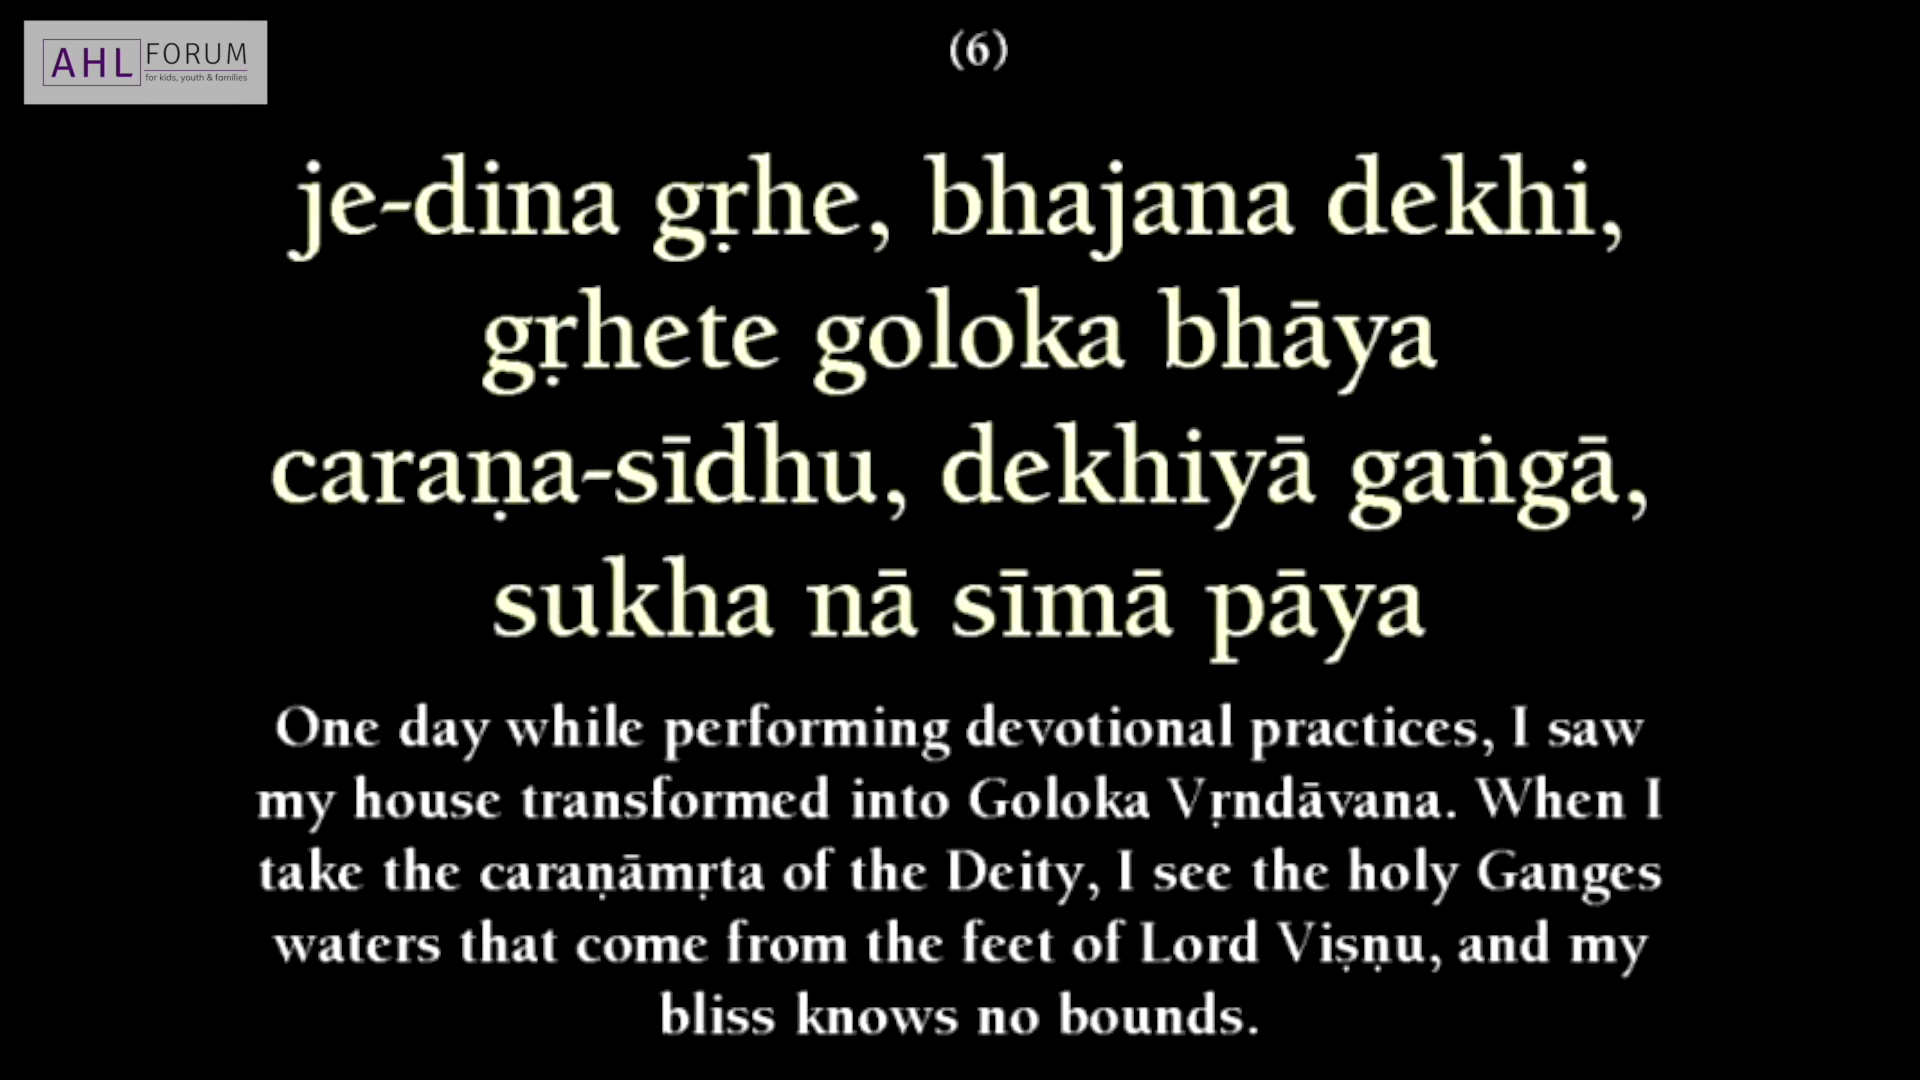 AHL FORUM
for kids, youth & families
(6)
je-dina gṛhe, bhajana dekhi,
gṛhete goloka bhāya
caraṇa-sīdhu, dekhiyā gaṅgā,
sukha nā sīmā pāya
One day while performing devotional practices, I saw
my house transformed into Goloka Vṛndāvana. When I
take the caraṇāmṛta of the Deity, I see the holy Ganges
waters that come from the feet of Lord Viṣṇu, and my
bliss knows no bounds.